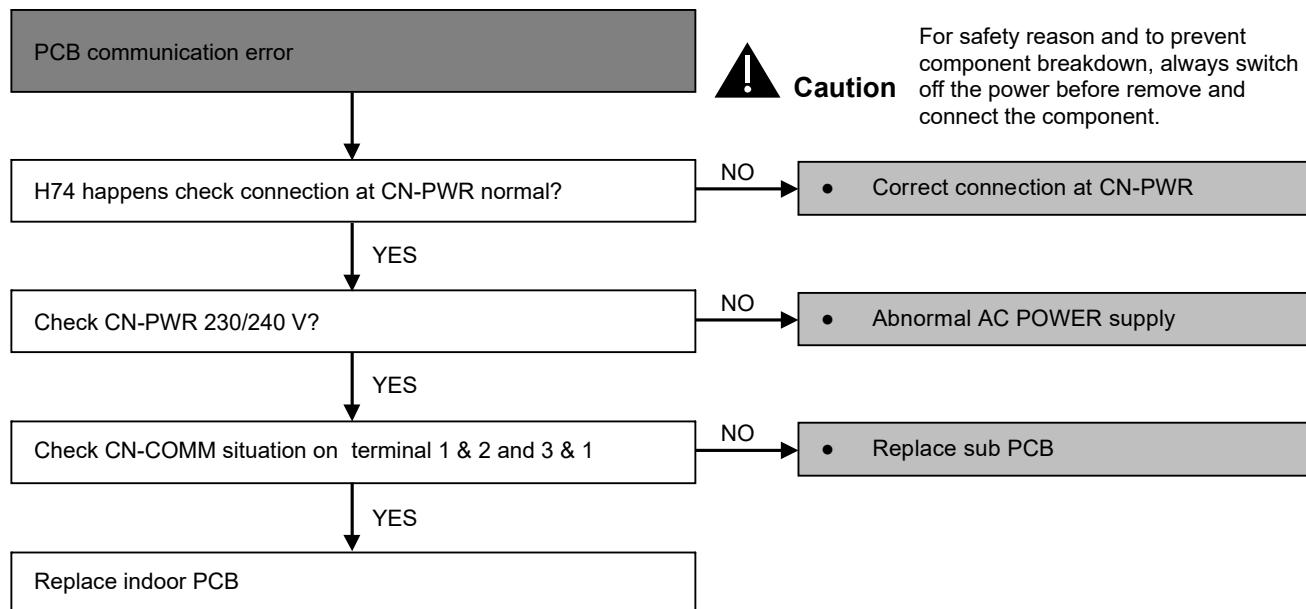 PCB communication error
Caution
For safety reason and to prevent
component breakdown, always switch
off the power before remove and
connect the component.
H74 happens check connection at CN-PWR normal?
NO
● Correct connection at CN-PWR
YES
Check CN-PWR 230/240 V?
NO
● Abnormal AC POWER supply
YES
Check CN-COMM situation on terminal 1 & 2 and 3 & 1
NO
● Replace sub PCB
YES
Replace indoor PCB